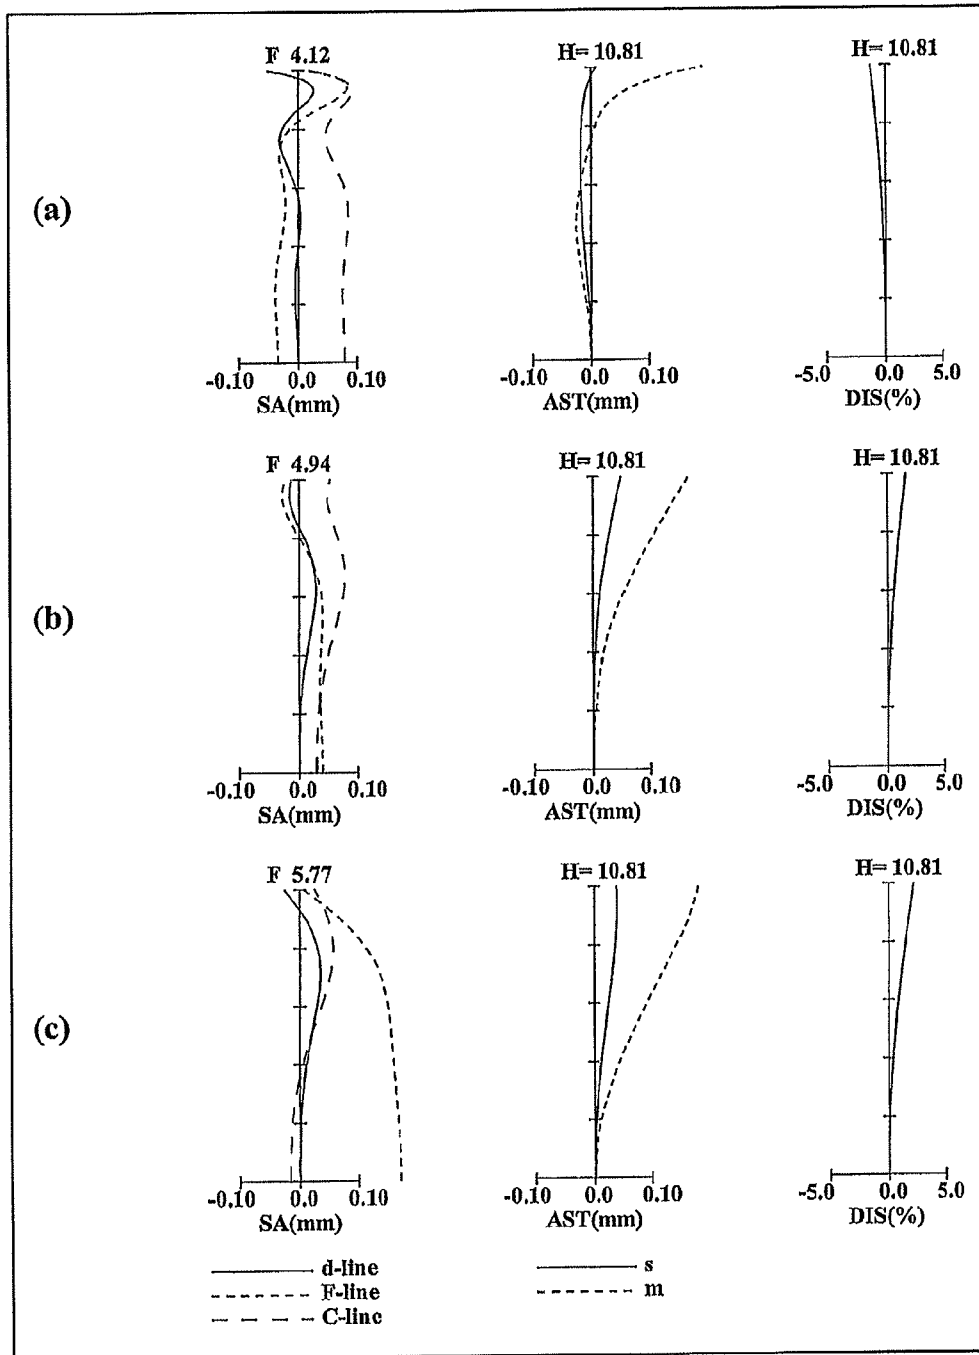 F 4.12 H= 10.81 H= 10.81
(a)
-0.10 0.0 0.10 -0.10 0.0 0.10 -5.0 0.0 5.0
SA(mm) AST(mm) DIS(%)
F 4.94 H= 10.81 H= 10.81
(b)
-0.10 0.0 0.10 -0.10 0.0 0.10 -5.0 0.0 5.0
SA(mm) AST(mm) DIS(%)
F 5.77 H= 10.81 H= 10.81
(c)
-0.10 0.0 0.10 -0.10 0.0 0.10 -5.0 0.0 5.0
SA(mm) AST(mm) DIS(%)
d-line s
F-line m
C-line